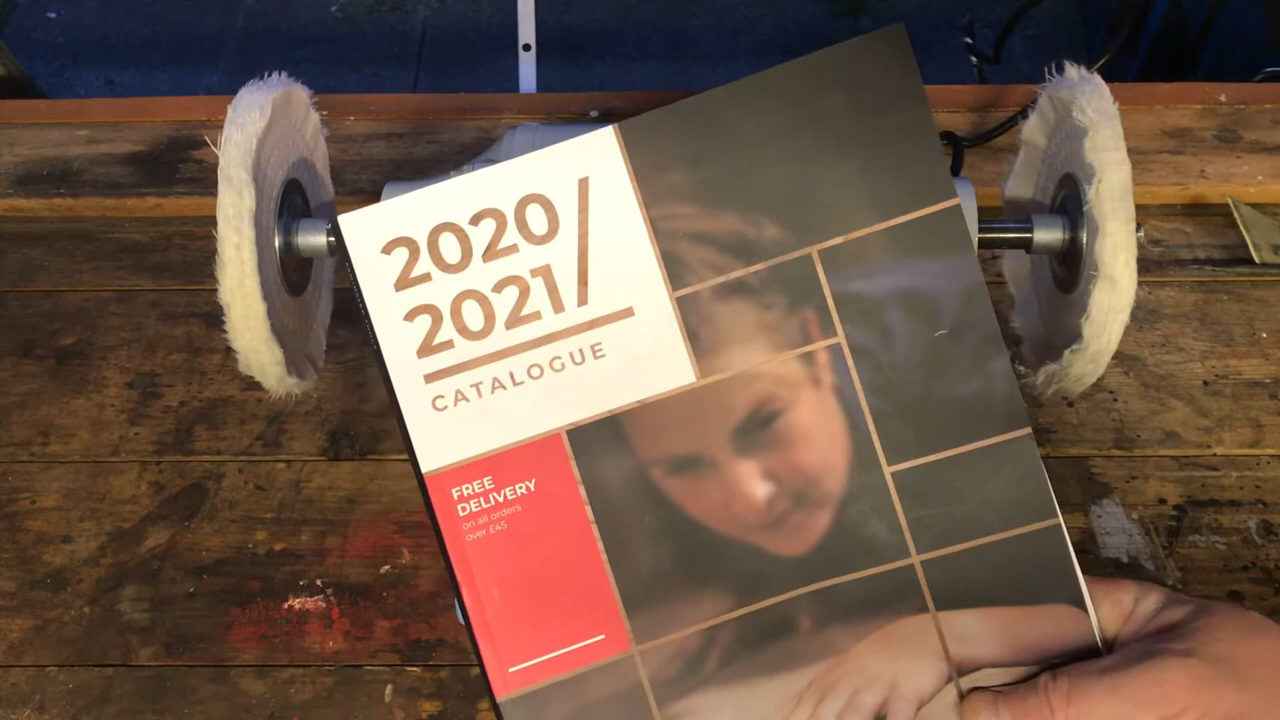 2020/
2021/
CATALOGUE
FREE
DELIVERY
on all orders
over £45